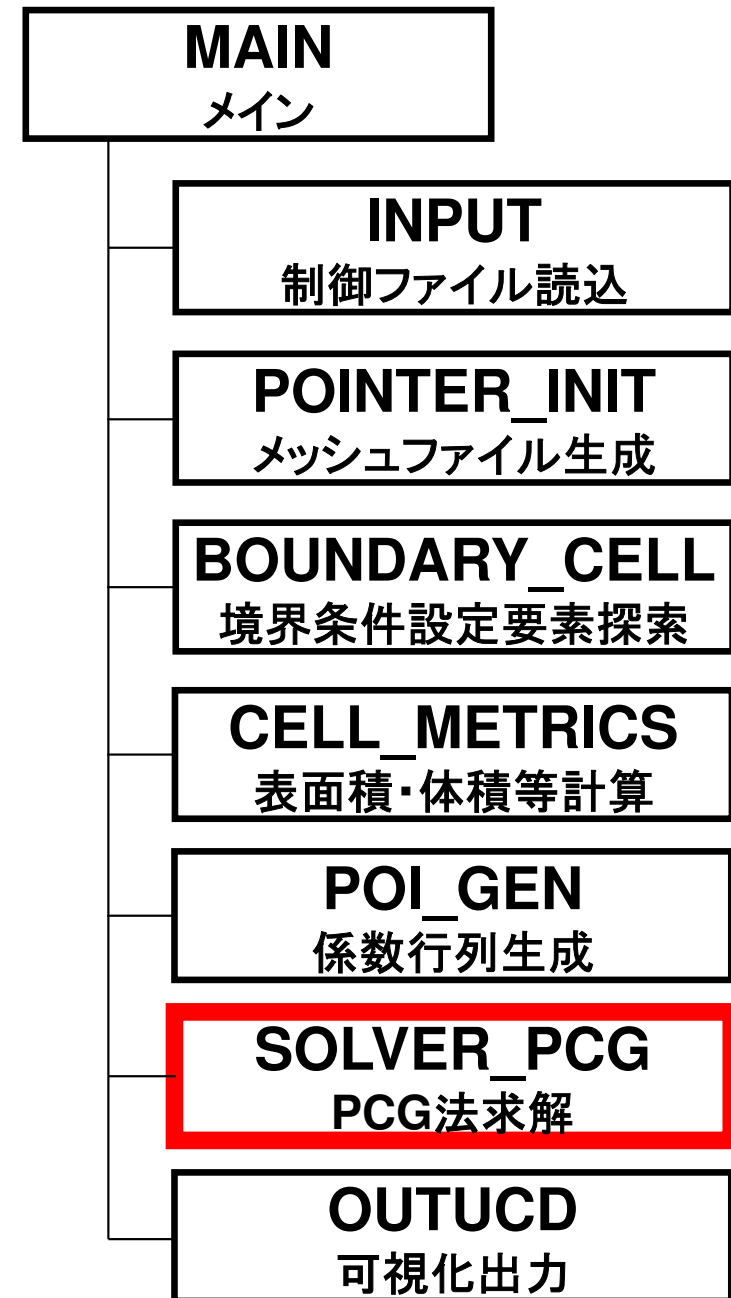 MAIN
メイン
INPUT
制御ファイル読込
POINTER_INIT
メッシュファイル生成
BOUNDARY_CELL
境界条件設定要素探索
CELL_METRICS
表面積・体積等計算
POI_GEN
係数行列生成
SOLVER_PCG
PCG法求解
OUTUCD
可視化出力